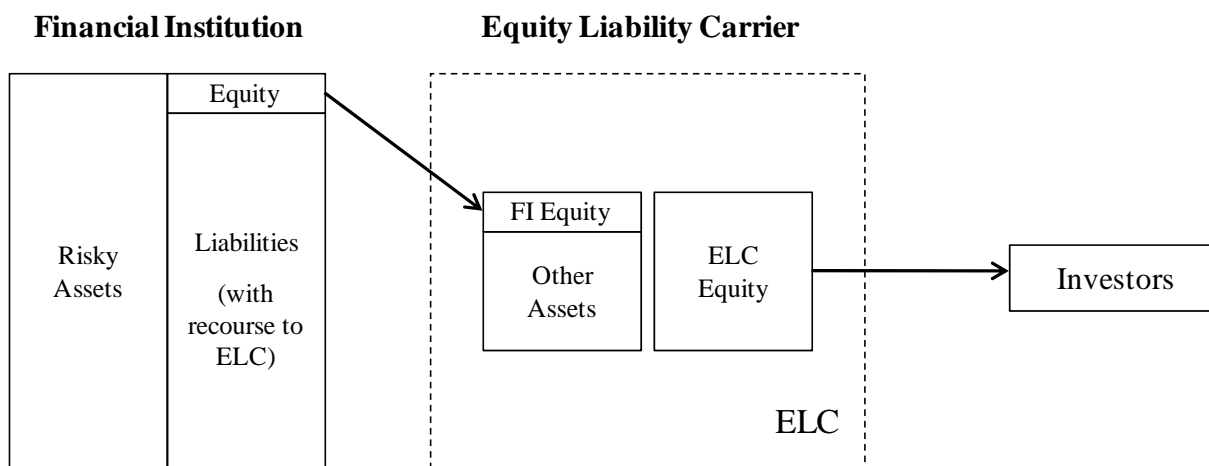 Financial Institution
Equity Liability Carrier
Equity
Risky
Assets
Liabilities
(with
recourse to
ELC)
FI Equity
Other
Assets
ELC
Equity
Investors
ELC